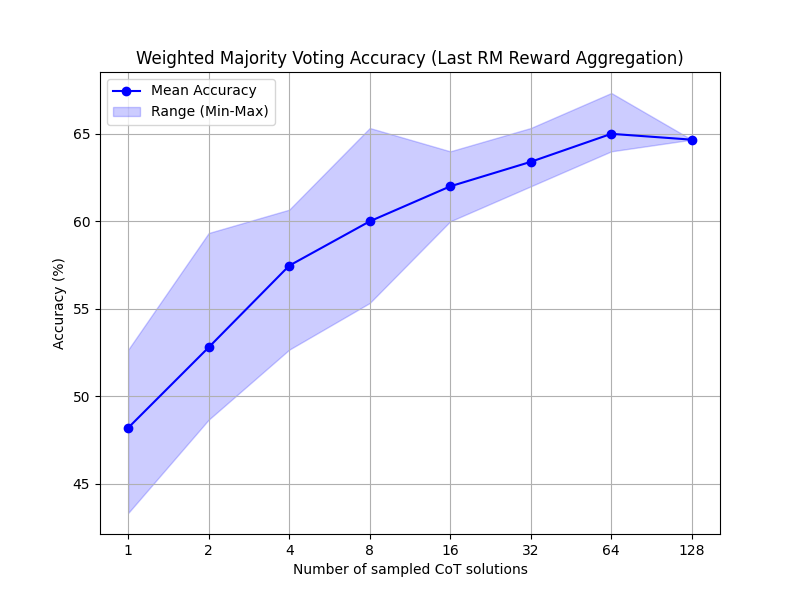 Weighted Majority Voting Accuracy (Last RM Reward Aggregation)
Mean Accuracy
Range (Min-Max)
65
60
55
50
45
Accuracy (%)
1 2 4 8 16 32 64 128
Number of sampled CoT solutions